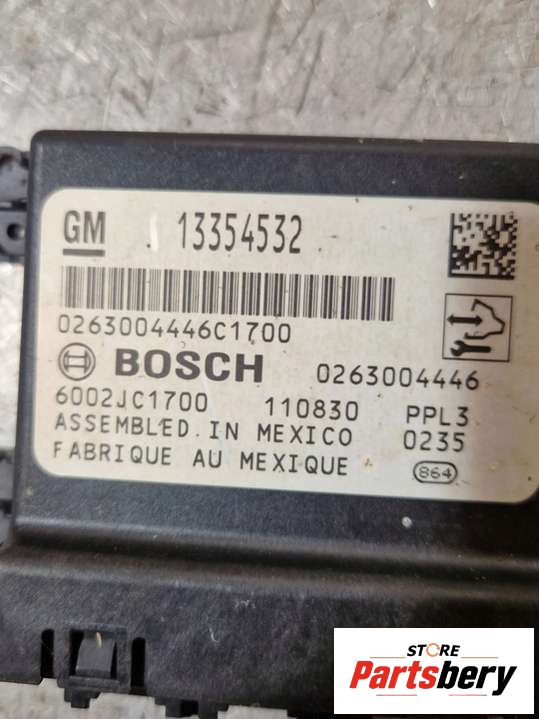 GM 13354532
0263004446C1700
BOSCH 0263004446
6002JC1700 110830 PPL3
ASSEMBLED IN MEXICO 0235
FABRIQUE AU MEXIQUE 864
STORE
Partsbery